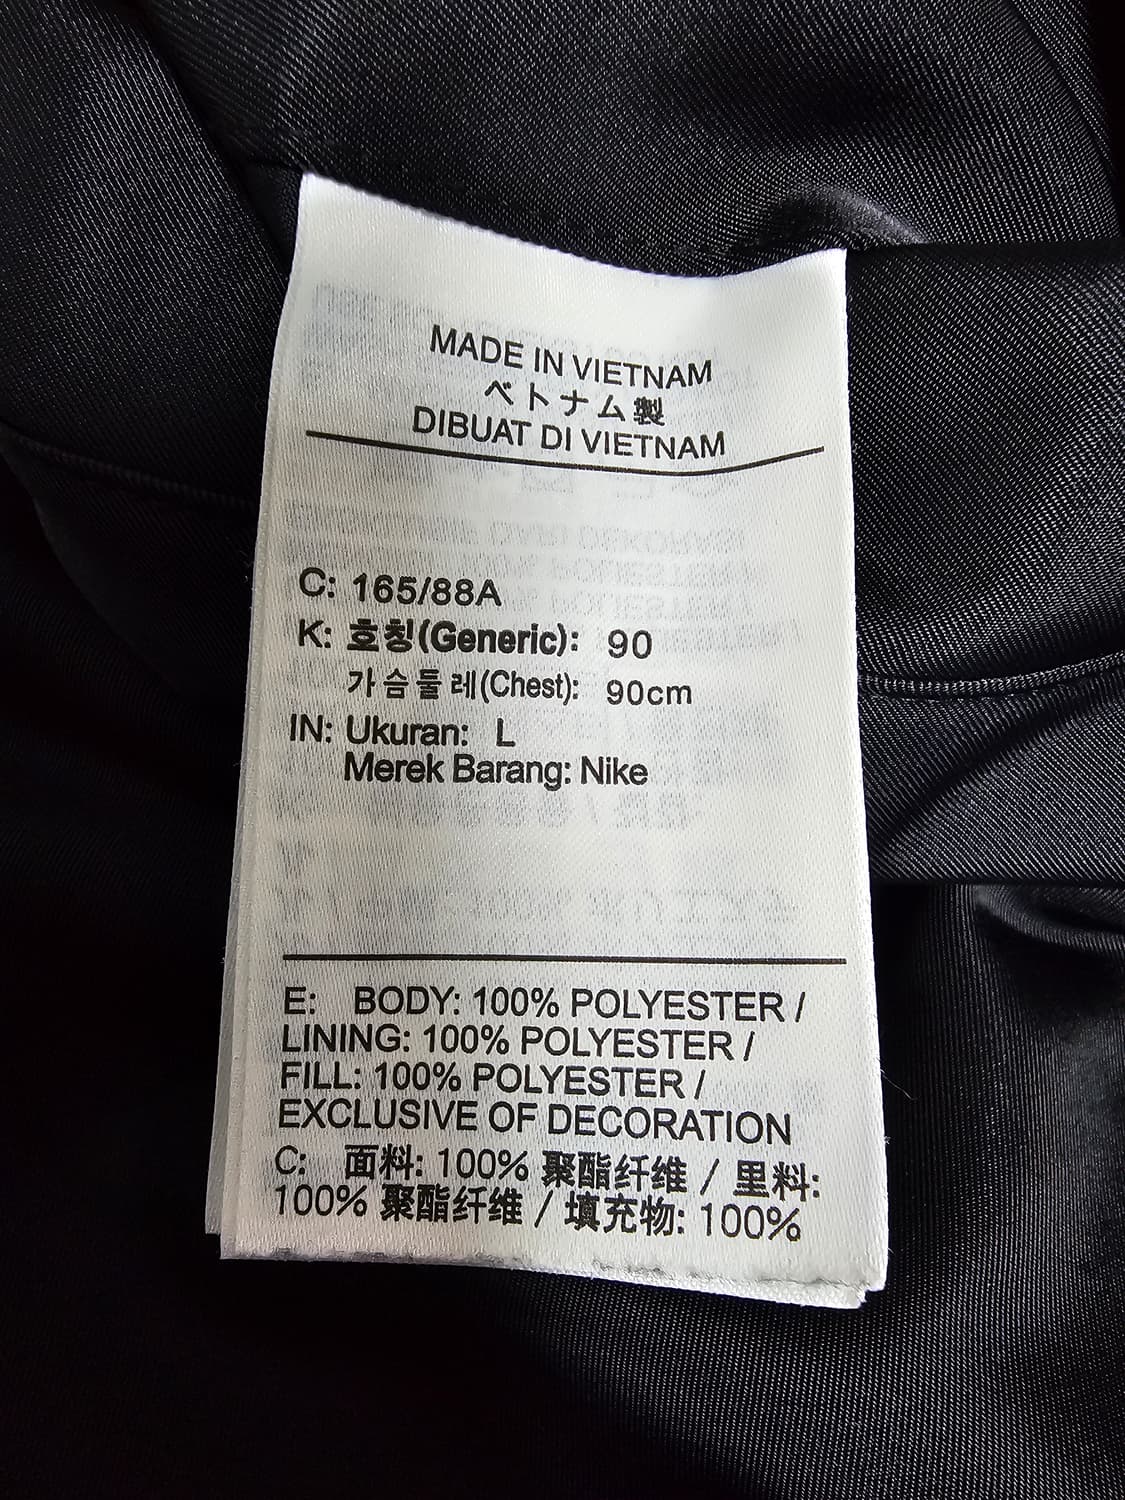 MADE IN VIETNAM
ベトナム製
DIBUAT DI VIETNAM
C: 165/88A
K: 호칭(Generic): 90
가슴둘레(Chest): 90cm
IN: Ukuran: L
Merek Barang: Nike
E: BODY: 100% POLYESTER /
LINING: 100% POLYESTER /
FILL: 100% POLYESTER /
EXCLUSIVE OF DECORATION
C: 面料: 100% 聚酯纤维 / 里料:
100% 聚酯纤维 / 填充物: 100%